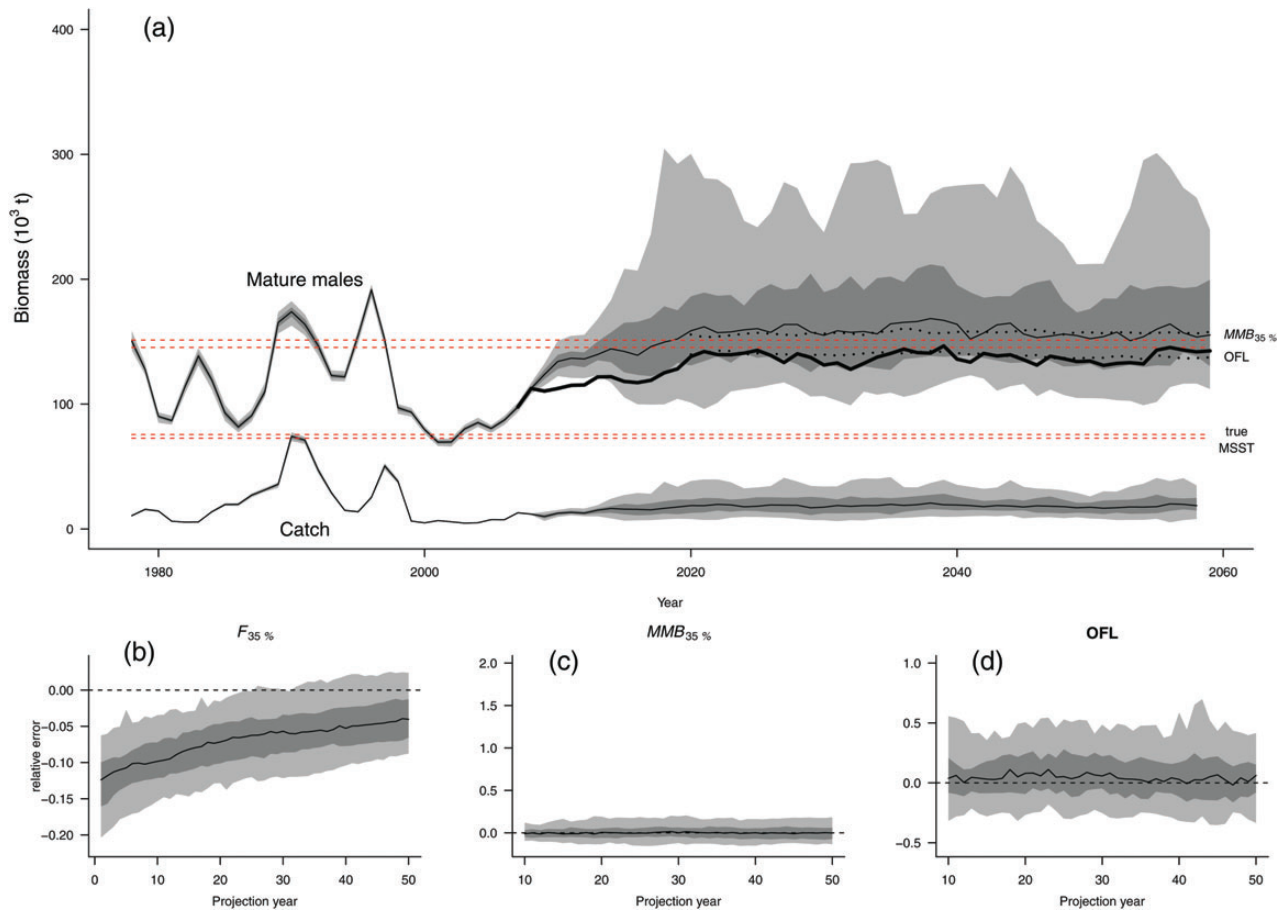 (a)
400
300
200
100
0
Biomass (10³ t)
Mature males
Catch
MMB₃₅ %
OFL
true
MSST
1980
2000
2020
2040
2060
Year
F₃₅ %
(b)
0.00
−0.05
−0.10
−0.15
−0.20
relative error
0
10
20
30
40
50
Projection year
MMB₃₅ %
(c)
2.0
1.5
1.0
0.5
0.0
10
20
30
40
50
Projection year
OFL
(d)
1.0
0.5
0.0
−0.5
10
20
30
40
50
Projection year